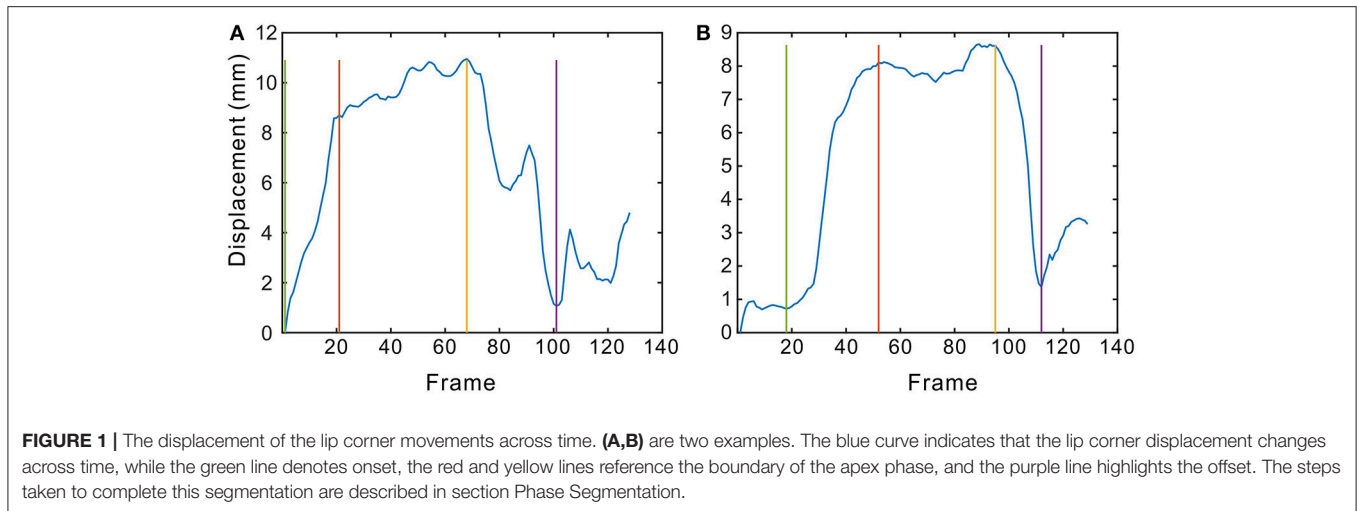 A
B
12
10
8
6
4
2
0
Displacement (mm)
20 40 60 80 100 120 140
Frame
9
8
7
6
5
4
3
2
1
0
20 40 60 80 100 120 140
Frame
FIGURE 1 | The displacement of the lip corner movements across time. (A,B) are two examples. The blue curve indicates that the lip corner displacement changes
across time, while the green line denotes onset, the red and yellow lines reference the boundary of the apex phase, and the purple line highlights the offset. The steps
taken to complete this segmentation are described in section Phase Segmentation.